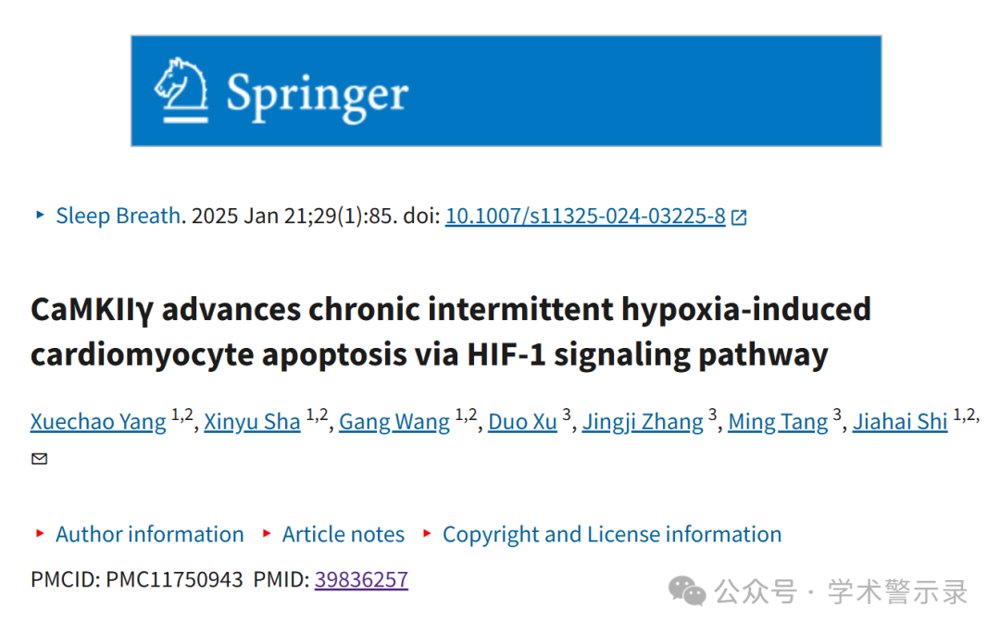 Springer
Sleep Breath. 2025 Jan 21;29(1):85. doi: 10.1007/s11325-024-03225-8
CaMKIIγ advances chronic intermittent hypoxia-induced
cardiomyocyte apoptosis via HIF-1 signaling pathway
Xuechao Yang 1,2, Xinyu Sha 1,2, Gang Wang 1,2, Duo Xu 3, Jingji Zhang 3, Ming Tang 3, Jiahai Shi 1,2,
Author information Article notes Copyright and License information
PMCID: PMC11750943 PMID: 39836257
公众号 · 学术警示录